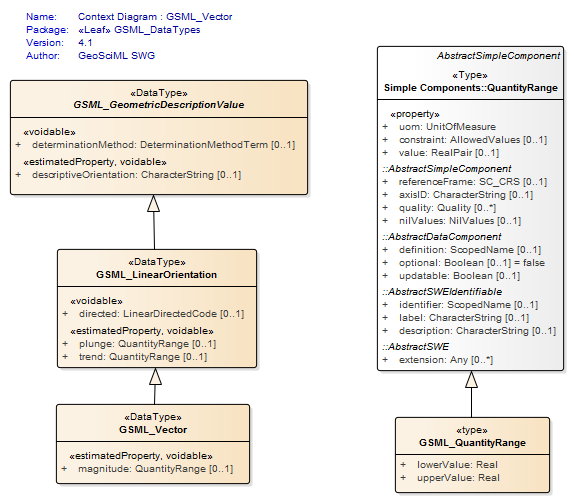 Name: Context Diagram : GSML_Vector
Package: «Leaf» GSML_DataTypes
Version: 4.1
Author: GeoSciML SWG
«DataType»
GSML_GeometricDescriptionValue
«voidable»
+ determinationMethod: DeterminationMethodTerm [0..1]
«estimatedProperty, voidable»
+ descriptiveOrientation: CharacterString [0..1]
«DataType»
GSML_LinearOrientation
«voidable»
+ directed: LinearDirectedCode [0..1]
«estimatedProperty, voidable»
+ plunge: QuantityRange [0..1]
+ trend: QuantityRange [0..1]
«DataType»
GSML_Vector
«estimatedProperty, voidable»
+ magnitude: QuantityRange [0..1]
AbstractSimpleComponent
«Type»
Simple Components::QuantityRange
«property»
+ uom: UnitOfMeasure
+ constraint: AllowedValues [0..1]
+ value: RealPair [0..1]
::AbstractSimpleComponent
+ referenceFrame: SC_CRS [0..1]
+ axisID: CharacterString [0..1]
+ quality: Quality [0..*]
+ nilValues: NilValues [0..1]
::AbstractDataComponent
+ definition: ScopedName [0..1]
+ optional: Boolean [0..1] = false
+ updatable: Boolean [0..1]
::AbstractSWEIdentifiable
+ identifier: ScopedName [0..1]
+ label: CharacterString [0..1]
+ description: CharacterString [0..1]
::AbstractSWE
+ extension: Any [0..*]
«type»
GSML_QuantityRange
+ lowerValue: Real
+ upperValue: Real